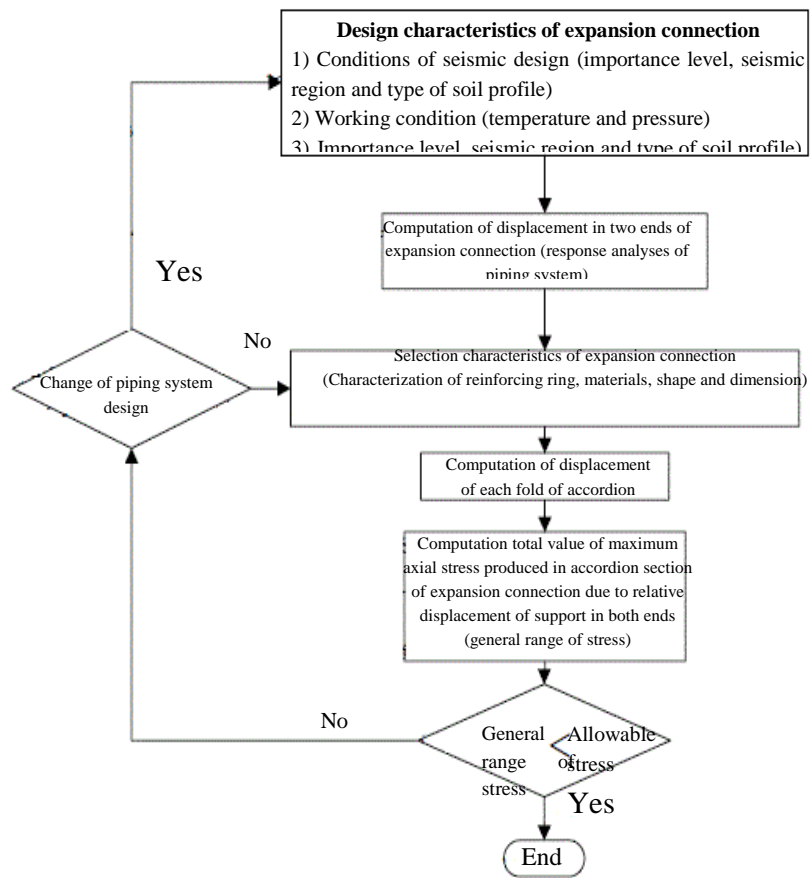 Design characteristics of expansion connection
1) Conditions of seismic design (importance level, seismic
region and type of soil profile)
2) Working condition (temperature and pressure)
3) Importance level, seismic region and type of soil profile)
Computation of displacement in two ends of
expansion connection (response analyses of
piping system)
Yes
No
Selection characteristics of expansion connection
(Characterization of reinforcing ring, materials, shape and dimension)
Change of piping system
design
Computation of displacement
of each fold of accordion
Computation total value of maximum
axial stress produced in accordion section
of expansion connection due to relative
displacement of support in both ends
(general range of stress)
No
General < Allowable
range of stress
stress
Yes
End